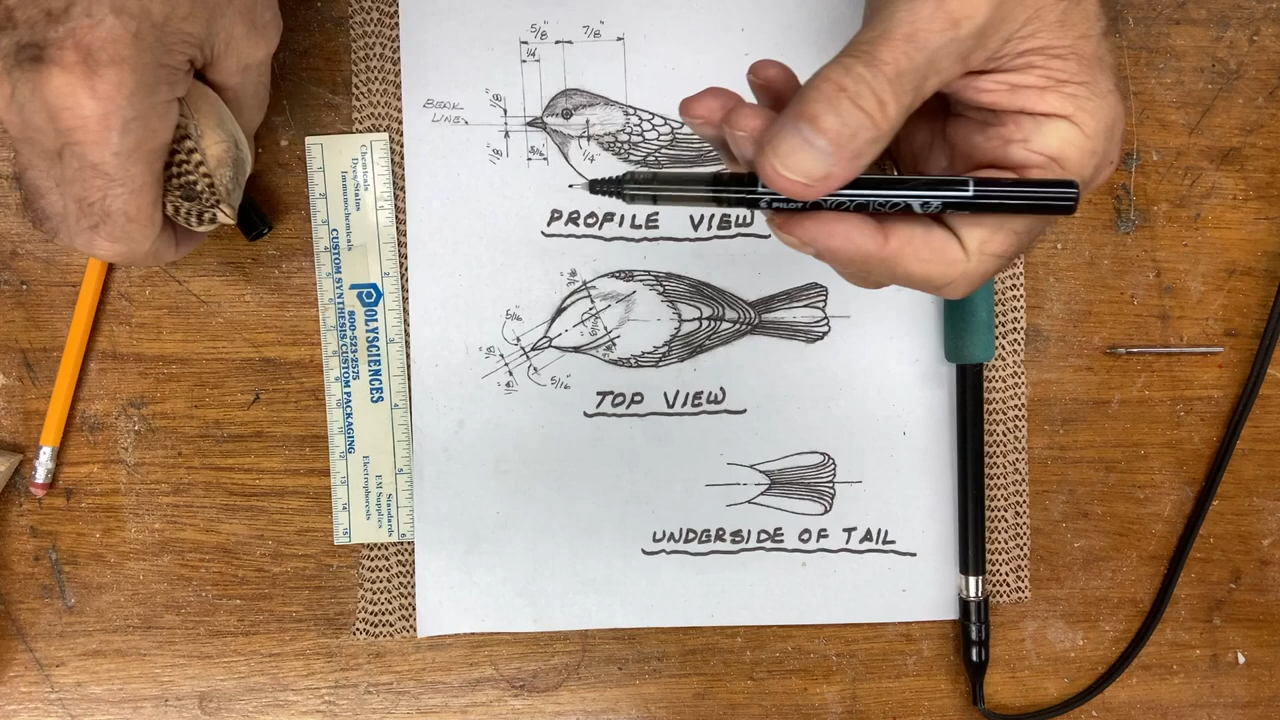 5/8" 7/8"
1/4
BEAK
LINE
1/8"
1/8"
5/16
1/4"
PROFILE VIEW
PILOT precise V5
5/16
1/8"
1/8"
5/16"
TOP VIEW
UNDERSIDE OF TAIL
Chemicals
Dyes/Stains
Immunochemicals
CUSTOM SYNTHESIS/CUSTOM PACKAGING
POLYSCIENCES
800-523-2575
Standards
EM Supplies
Electrophoresis